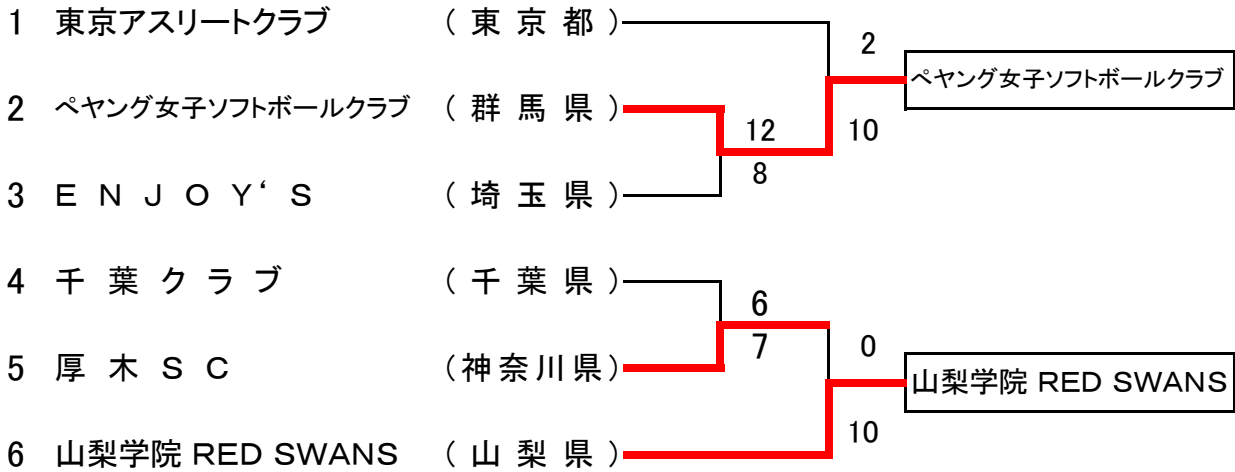 1 東京アスリートクラブ (東京都)
2
ペヤング女子ソフトボールクラブ
2 ペヤング女子ソフトボールクラブ (群馬県)
12
10
8
3 ENJOY‘S (埼玉県)
4 千葉クラブ (千葉県)
6
7
0
5 厚木SC (神奈川県)
山梨学院 RED SWANS
10
6 山梨学院 RED SWANS (山梨県)